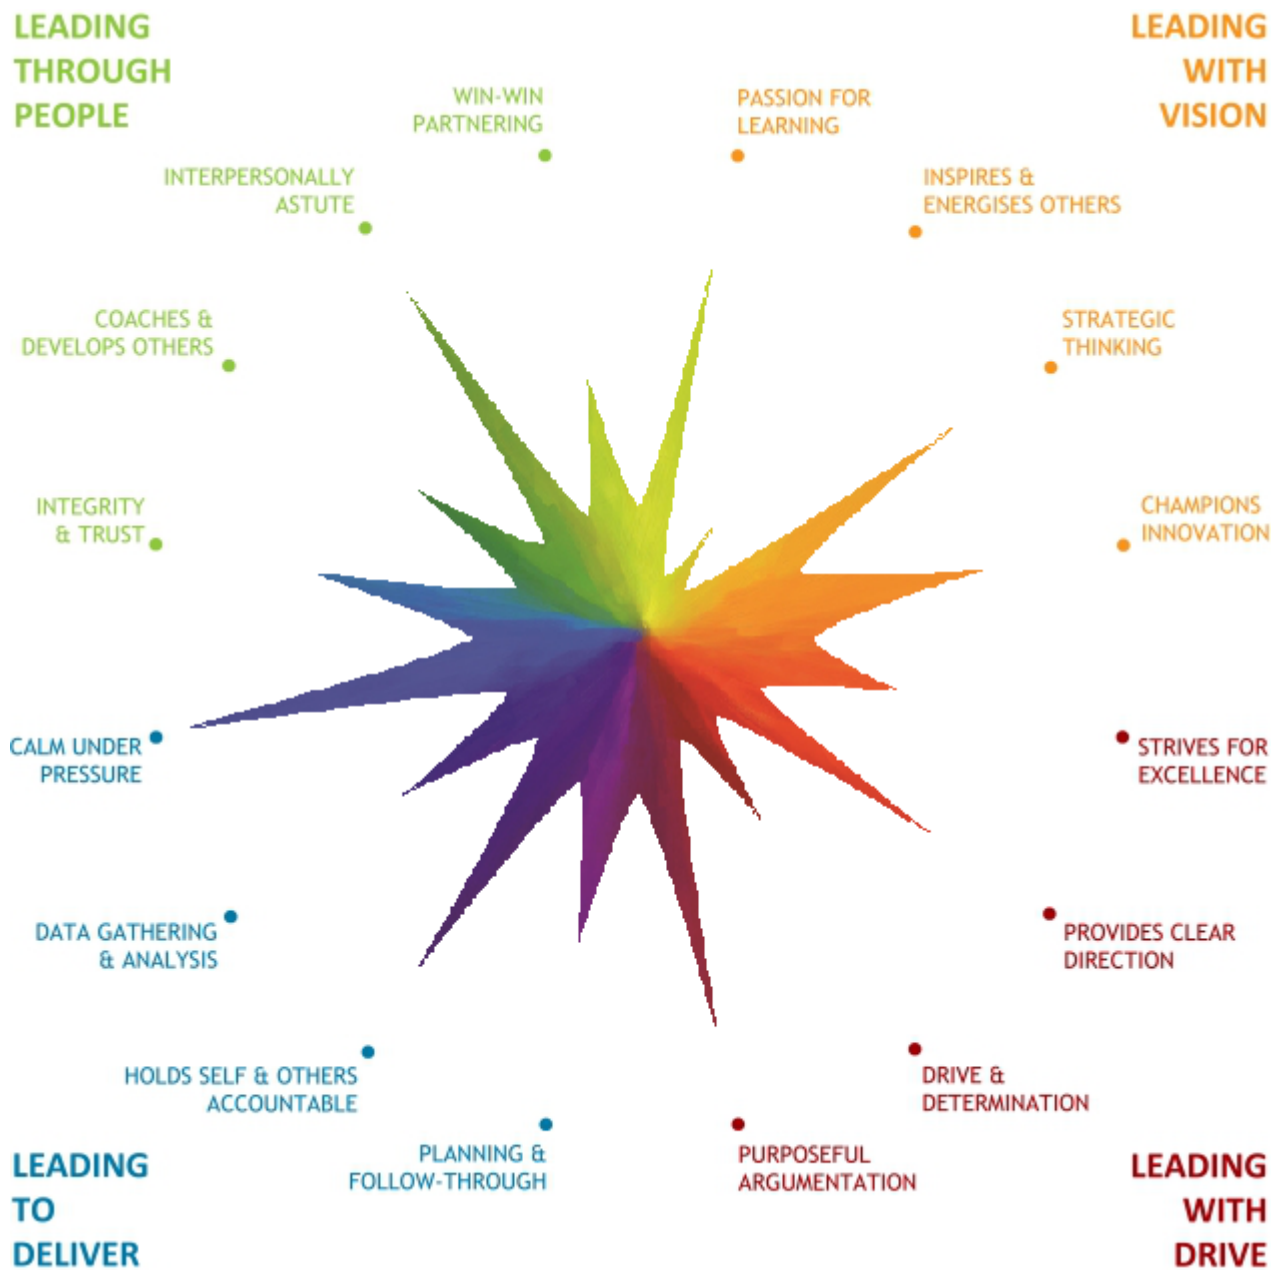 LEADING
THROUGH
PEOPLE
LEADING
WITH
VISION
WIN-WIN
PARTNERING
PASSION FOR
LEARNING
INTERPERSONALLY
ASTUTE
INSPIRES &
ENERGISES OTHERS
COACHES &
DEVELOPS OTHERS
STRATEGIC
THINKING
INTEGRITY
& TRUST
CHAMPIONS
INNOVATION
CALM UNDER
PRESSURE
STRIVES FOR
EXCELLENCE
DATA GATHERING
& ANALYSIS
PROVIDES CLEAR
DIRECTION
HOLDS SELF & OTHERS
ACCOUNTABLE
DRIVE &
DETERMINATION
PLANNING &
FOLLOW-THROUGH
PURPOSEFUL
ARGUMENTATION
LEADING
TO
DELIVER
LEADING
WITH
DRIVE